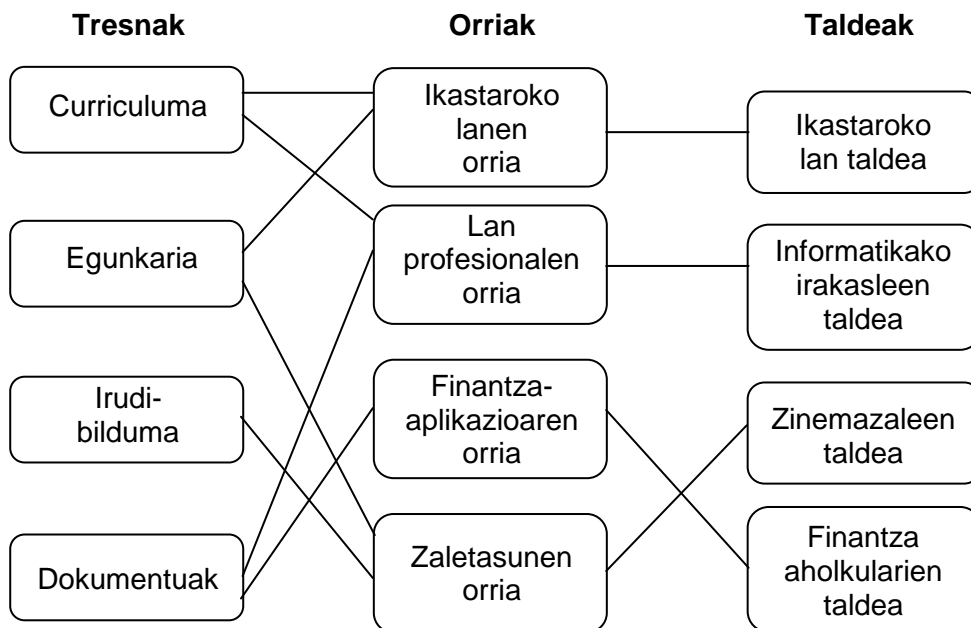 Tresnak
Orriak
Taldeak
Curriculuma
Egunkaria
Irudi-
bilduma
Dokumentuak
Ikastaroko
lanen
orria
Lan
profesionalen
orria
Finantza-
aplikazioaren
orria
Zaletasunen
orria
Ikastaroko
lan taldea
Informatikako
irakasleen
taldea
Zinemazaleen
taldea
Finantza
aholkularien
taldea